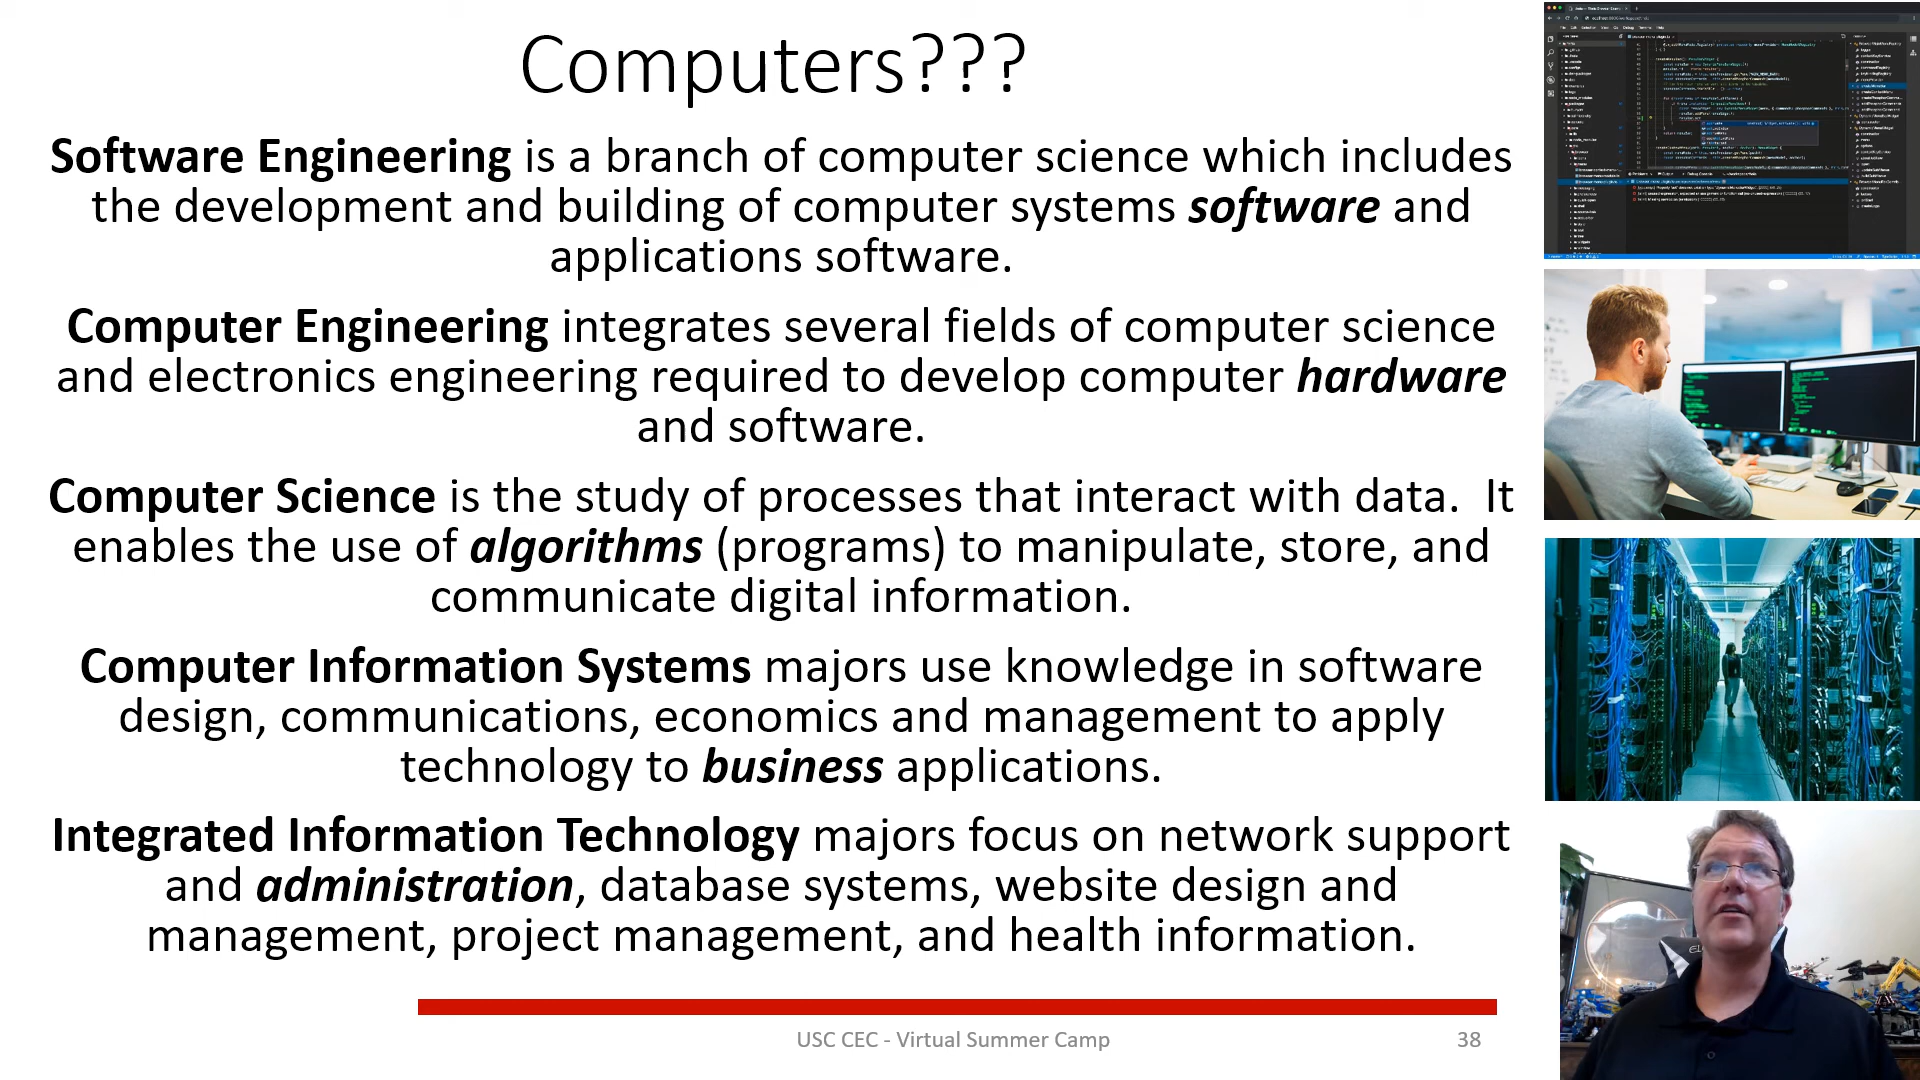 Computers???
Software Engineering is a branch of computer science which includes
the development and building of computer systems software and
applications software.
Computer Engineering integrates several fields of computer science
and electronics engineering required to develop computer hardware
and software.
Computer Science is the study of processes that interact with data.  It
enables the use of algorithms (programs) to manipulate, store, and
communicate digital information.
Computer Information Systems majors use knowledge in software
design, communications, economics and management to apply
technology to business applications.
Integrated Information Technology majors focus on network support
and administration, database systems, website design and
management, project management, and health information.
USC CEC - Virtual Summer Camp
38